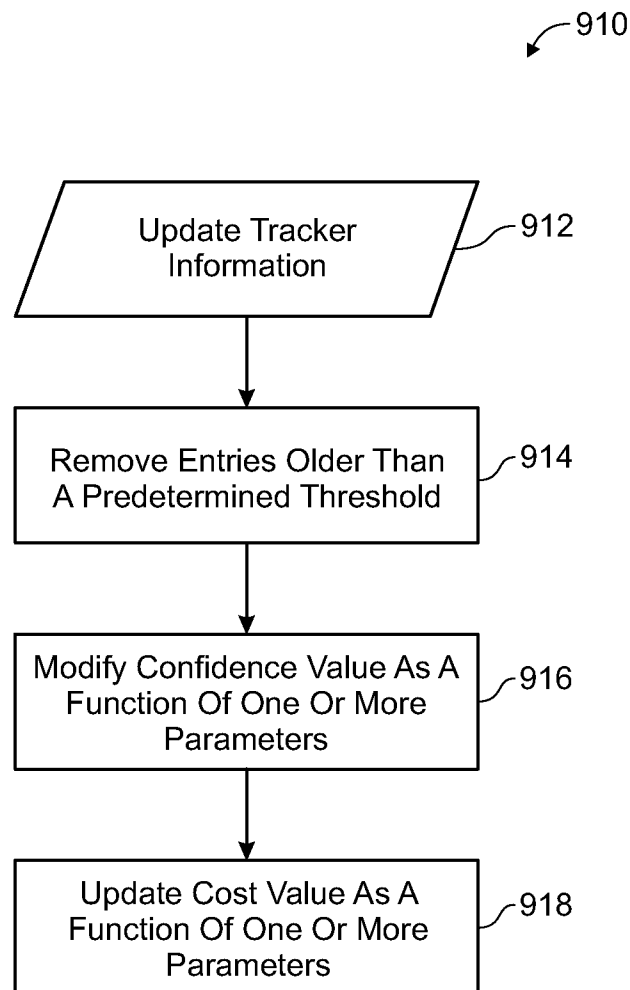 910
Update Tracker
Information
912
Remove Entries Older Than
A Predetermined Threshold
914
Modify Confidence Value As A
Function Of One Or More
Parameters
916
Update Cost Value As A
Function Of One Or More
Parameters
918